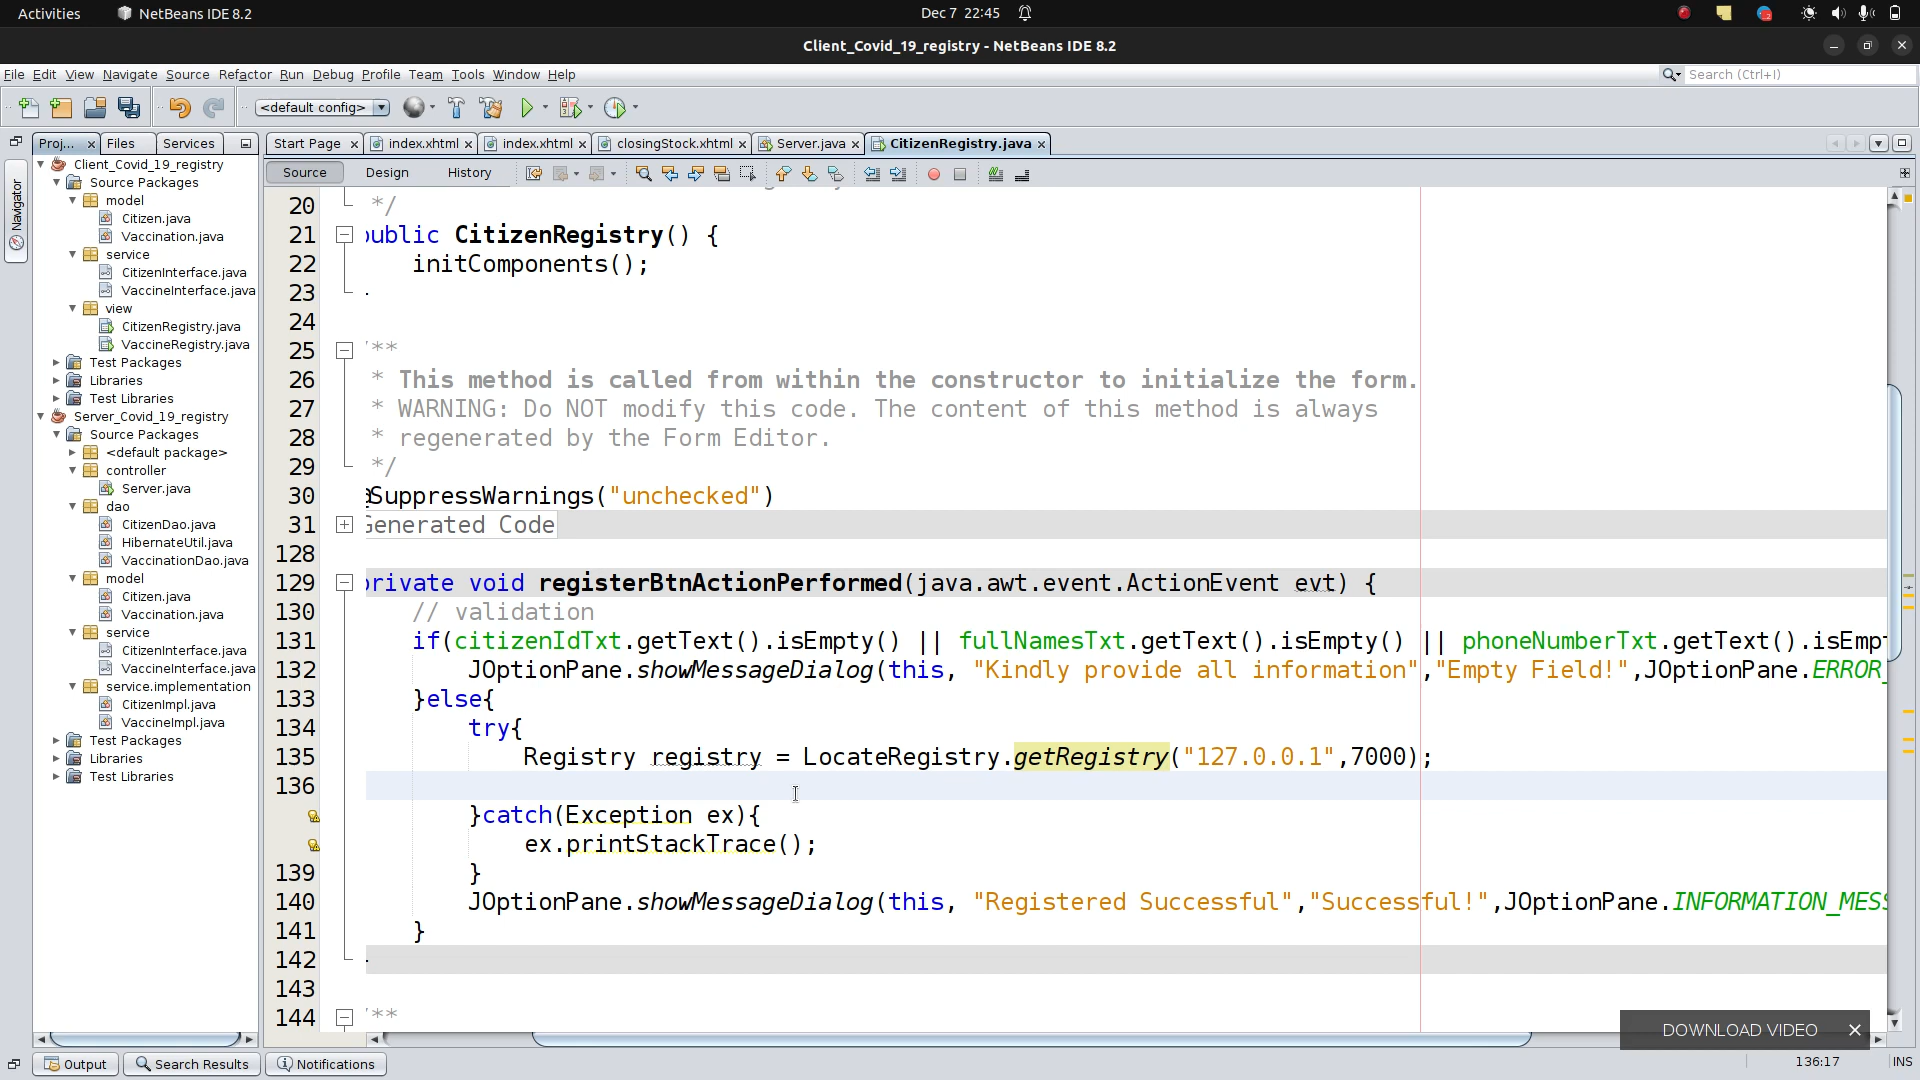 Activities NetBeans IDE 8.2 Dec 7 22:45
Client_Covid_19_registry - NetBeans IDE 8.2
File Edit View Navigate Source Refactor Run Debug Profile Team Tools Window Help Search (Ctrl+I)
<default config>
Proj... Files Services
Start Page index.xhtml index.xhtml closingStock.xhtml Server.java CitizenRegistry.java
Source Design History
Navigator
Client_Covid_19_registry
Source Packages
model
Citizen.java
Vaccination.java
service
CitizenInterface.java
VaccineInterface.java
view
CitizenRegistry.java
VaccineRegistry.java
Test Packages
Libraries
Test Libraries
Server_Covid_19_registry
Source Packages
<default package>
controller
Server.java
dao
CitizenDao.java
HibernateUtil.java
VaccinationDao.java
model
Citizen.java
Vaccination.java
service
CitizenInterface.java
VaccineInterface.java
service.implementation
CitizenImpl.java
VaccineImpl.java
Test Packages
Libraries
Test Libraries
20 */
21 public CitizenRegistry() {
22 initComponents();
23
24
25 /**
26 * This method is called from within the constructor to initialize the form.
27 * WARNING: Do NOT modify this code. The content of this method is always
28 * regenerated by the Form Editor.
29 */
30 @SuppressWarnings("unchecked")
31 Generated Code
128
129 private void registerBtnActionPerformed(java.awt.event.ActionEvent evt) {
130 // validation
131 if(citizenIdTxt.getText().isEmpty() || fullNamesTxt.getText().isEmpty() || phoneNumberTxt.getText().isEmp
132 JOptionPane.showMessageDialog(this, "Kindly provide all information","Empty Field!",JOptionPane.ERROR_
133 }else{
134 try{
135 Registry registry = LocateRegistry.getRegistry("127.0.0.1",7000);
136
}catch(Exception ex){
ex.printStackTrace();
139 }
140 JOptionPane.showMessageDialog(this, "Registered Successful","Successful!",JOptionPane.INFORMATION_MESS
141 }
142
143
144 /**
DOWNLOAD VIDEO
Output Search Results Notifications 136:17 INS